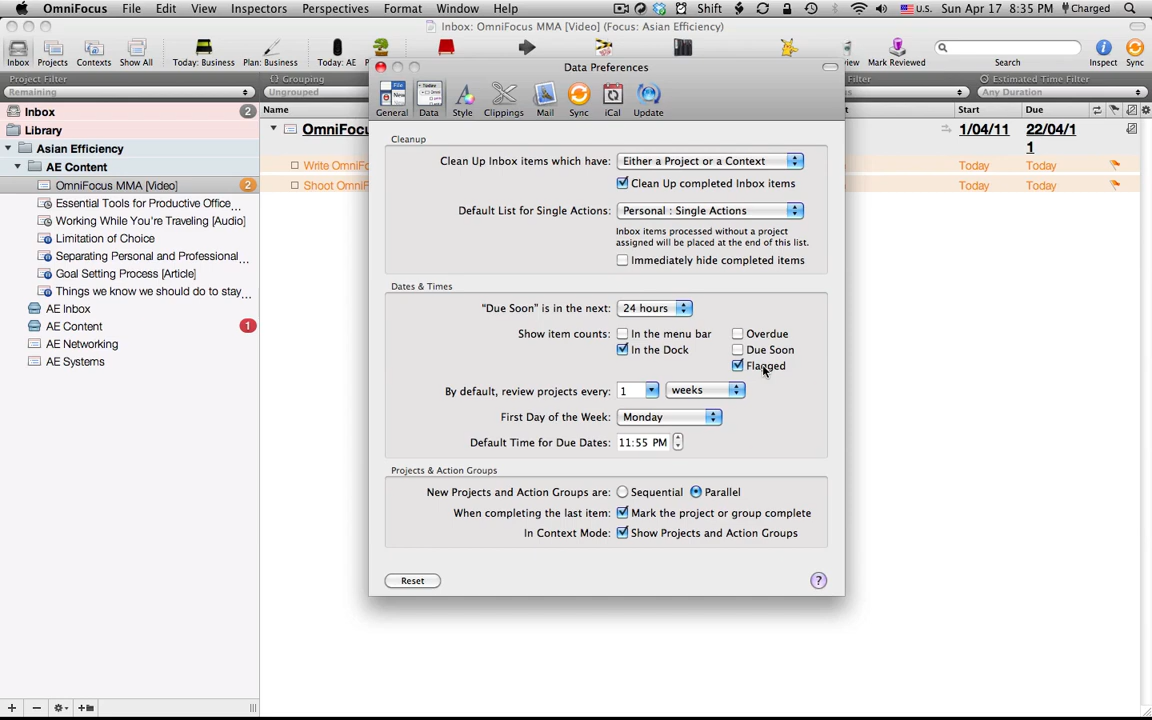 OmniFocus File Edit View Inspectors Perspectives Format Window Help Shift U.S. Sun Apr 17 8:35 PM Charged
Inbox: OmniFocus MMA [Video] (Focus: Asian Efficiency)
Inbox Projects Contexts Show All Today: Business Plan: Business Today: AE Mark Reviewed Search Inspect Sync
Data Preferences
Project Filter
Grouping
Filter
Estimated Time Filter
Remaining
Ungrouped
Any Duration
General Data Style Clippings Mail Sync iCal Update
Name
Start
Due
Inbox 2
Library
Asian Efficiency
AE Content
OmniFocus MMA [Video] 2
Essential Tools for Productive Office...
Working While You're Traveling [Audio]
Limitation of Choice
Separating Personal and Professional...
Goal Setting Process [Article]
Things we know we should do to stay...
AE Inbox
AE Content 1
AE Networking
AE Systems
OmniFocu
1/04/11
22/04/1
1
Write OmniFo
Today
Today
Shoot OmniF
Today
Today
Cleanup
Clean Up Inbox items which have: Either a Project or a Context
Clean Up completed Inbox items
Default List for Single Actions: Personal : Single Actions
Inbox items processed without a project
assigned will be placed at the end of this list.
Immediately hide completed items
Dates & Times
"Due Soon" is in the next: 24 hours
Show item counts: In the menu bar Overdue
In the Dock Due Soon
Flagged
By default, review projects every: 1 weeks
First Day of the Week: Monday
Default Time for Due Dates: 11:55 PM
Projects & Action Groups
New Projects and Action Groups are: Sequential Parallel
When completing the last item: Mark the project or group complete
In Context Mode: Show Projects and Action Groups
Reset
?